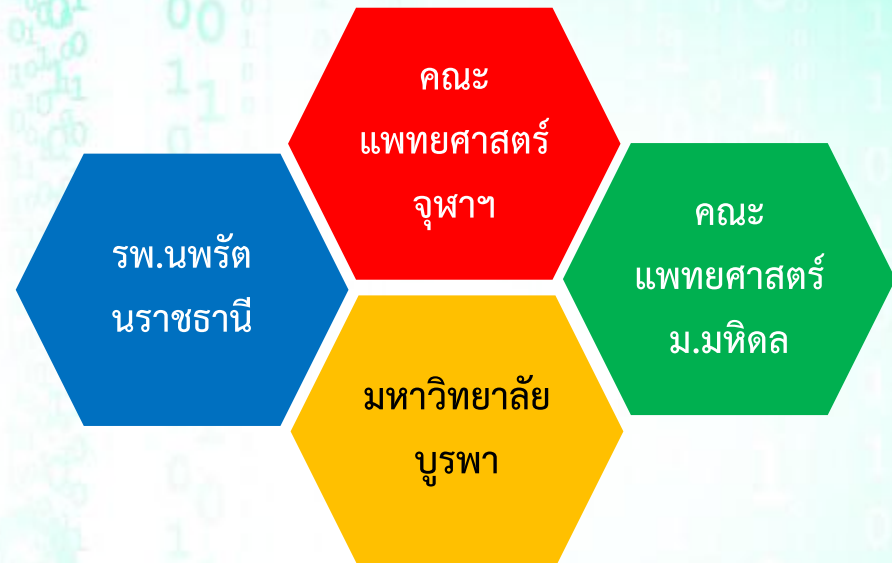 คณะ
แพทยศาสตร์
จุฬาฯ
รพ.นพรัต
นราชธานี
คณะ
แพทยศาสตร์
ม.มหิดล
มหาวิทยาลัย
บูรพา